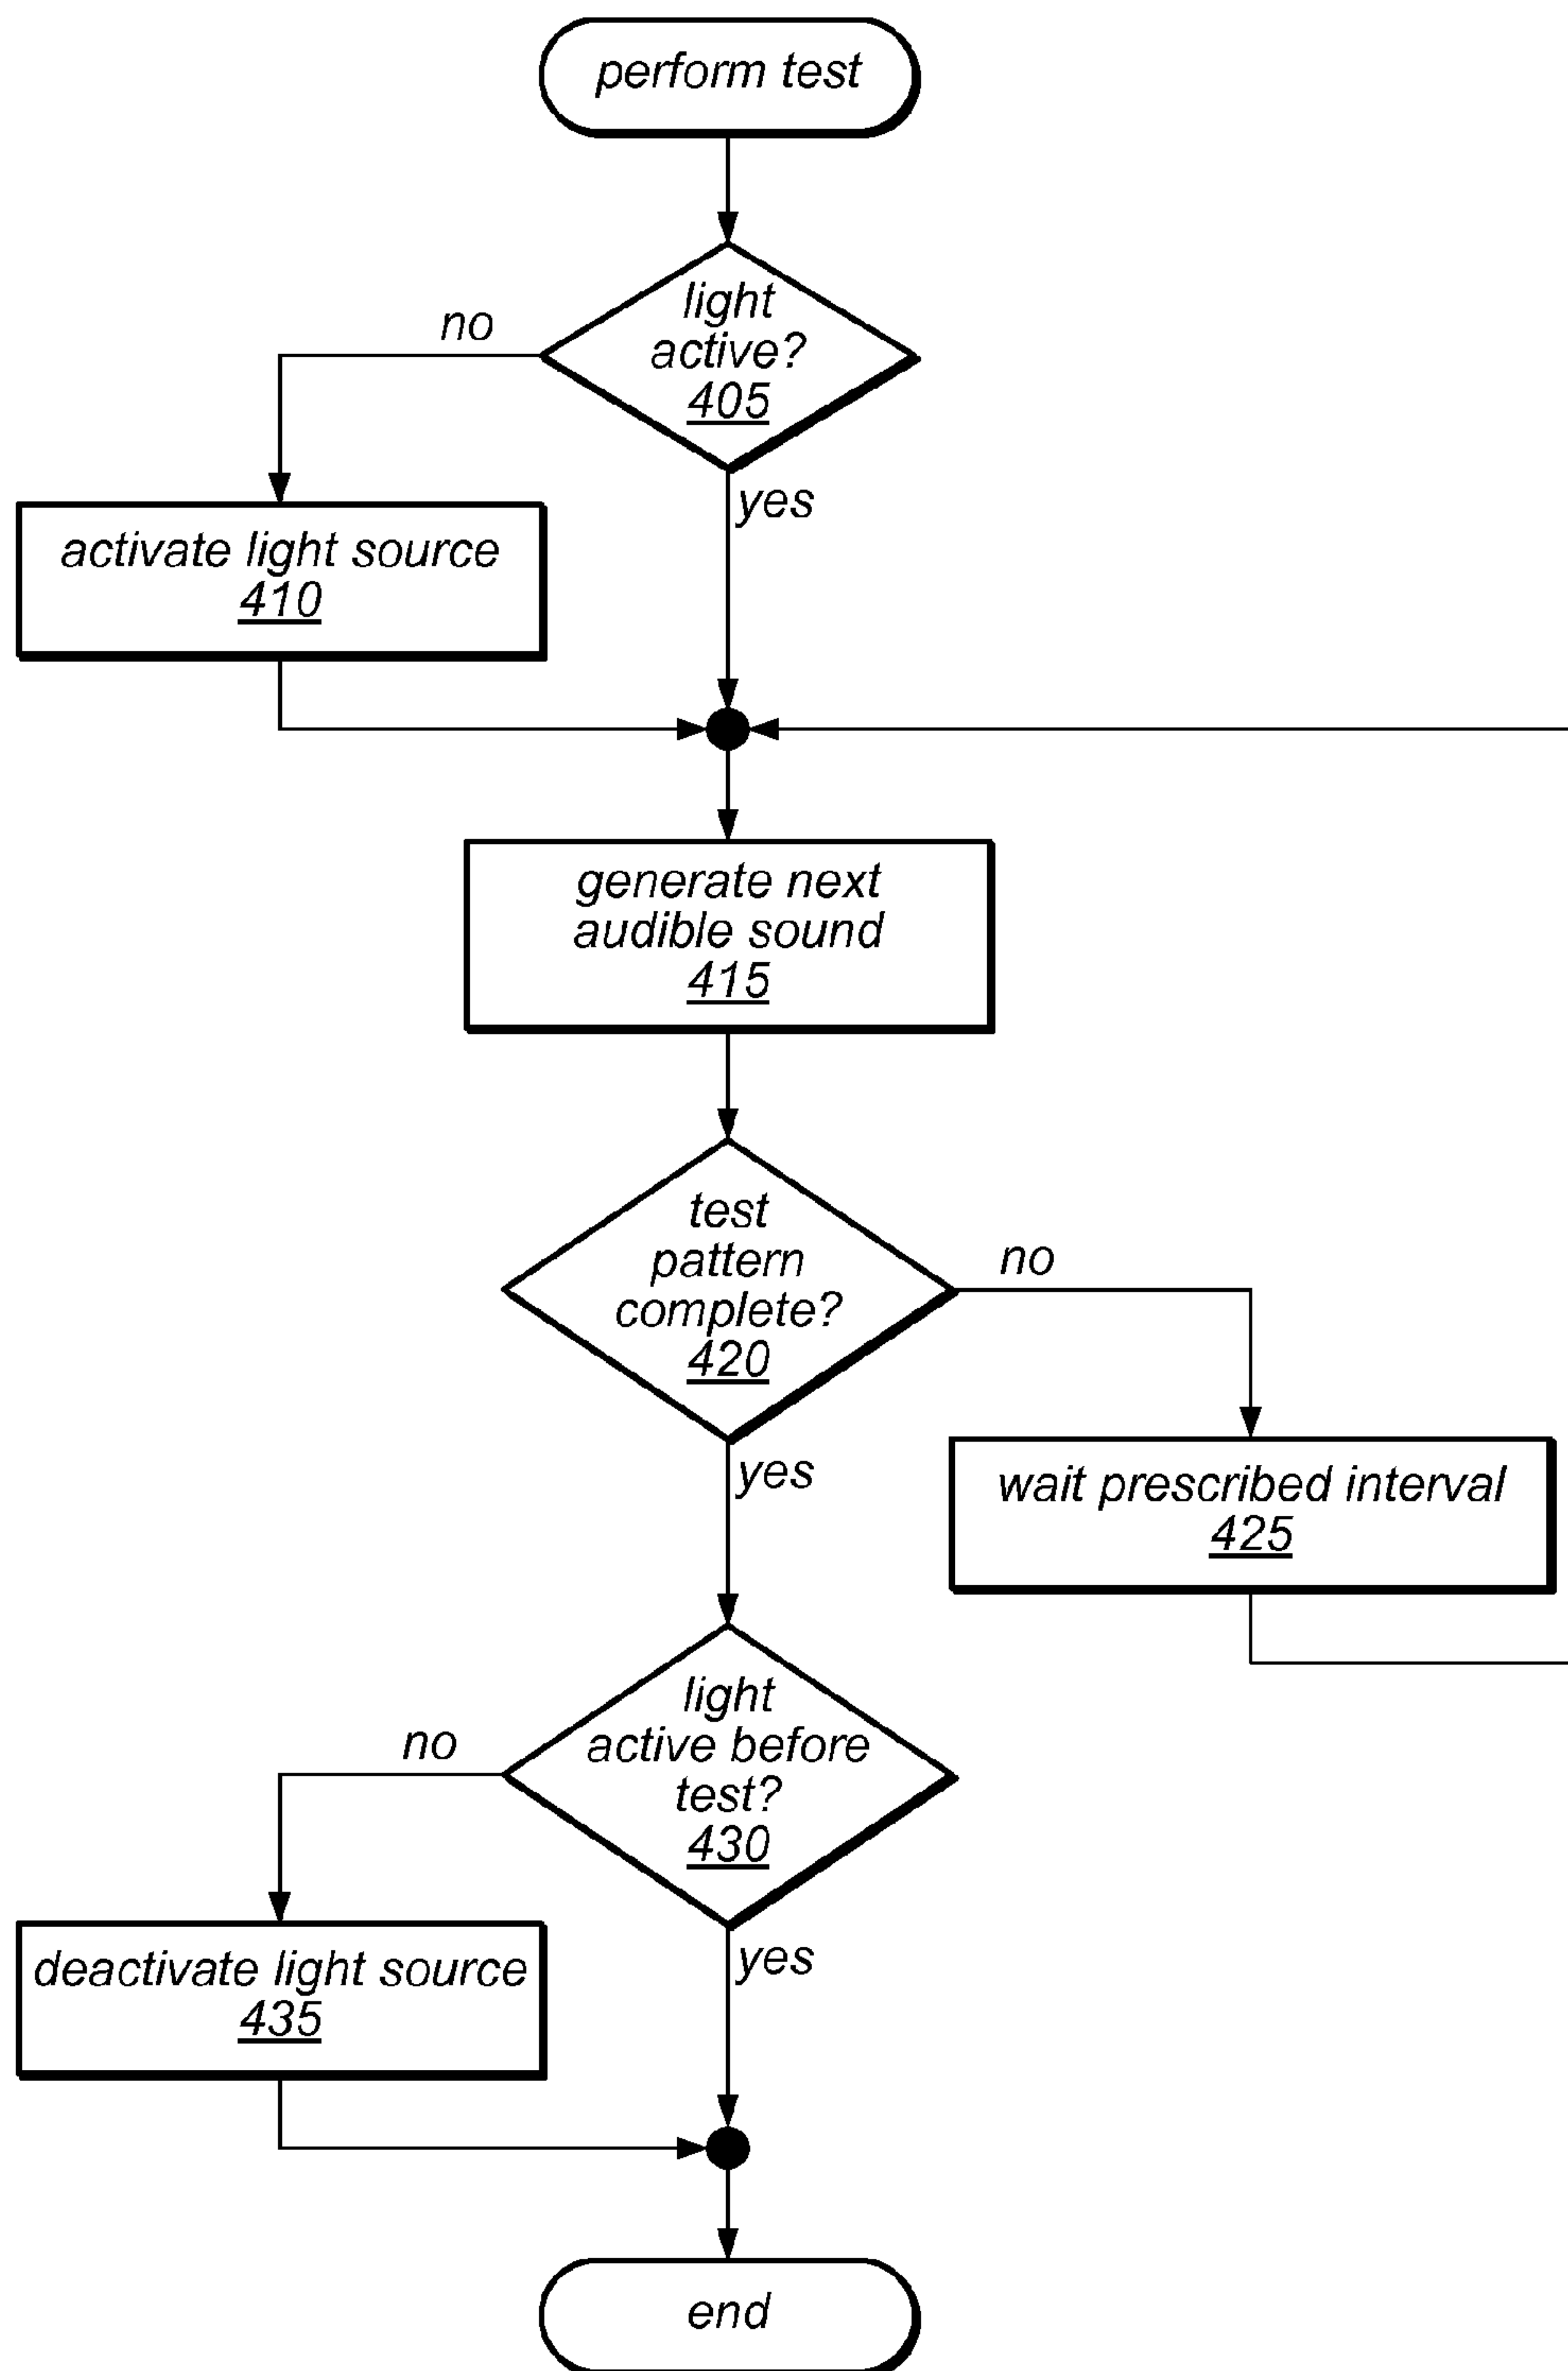 perform test
light
active?
405
no
yes
activate light source
410
generate next
audible sound
415
test
pattern
complete?
420
no
yes
wait prescribed interval
425
light
active before
test?
430
no
yes
deactivate light source
435
end